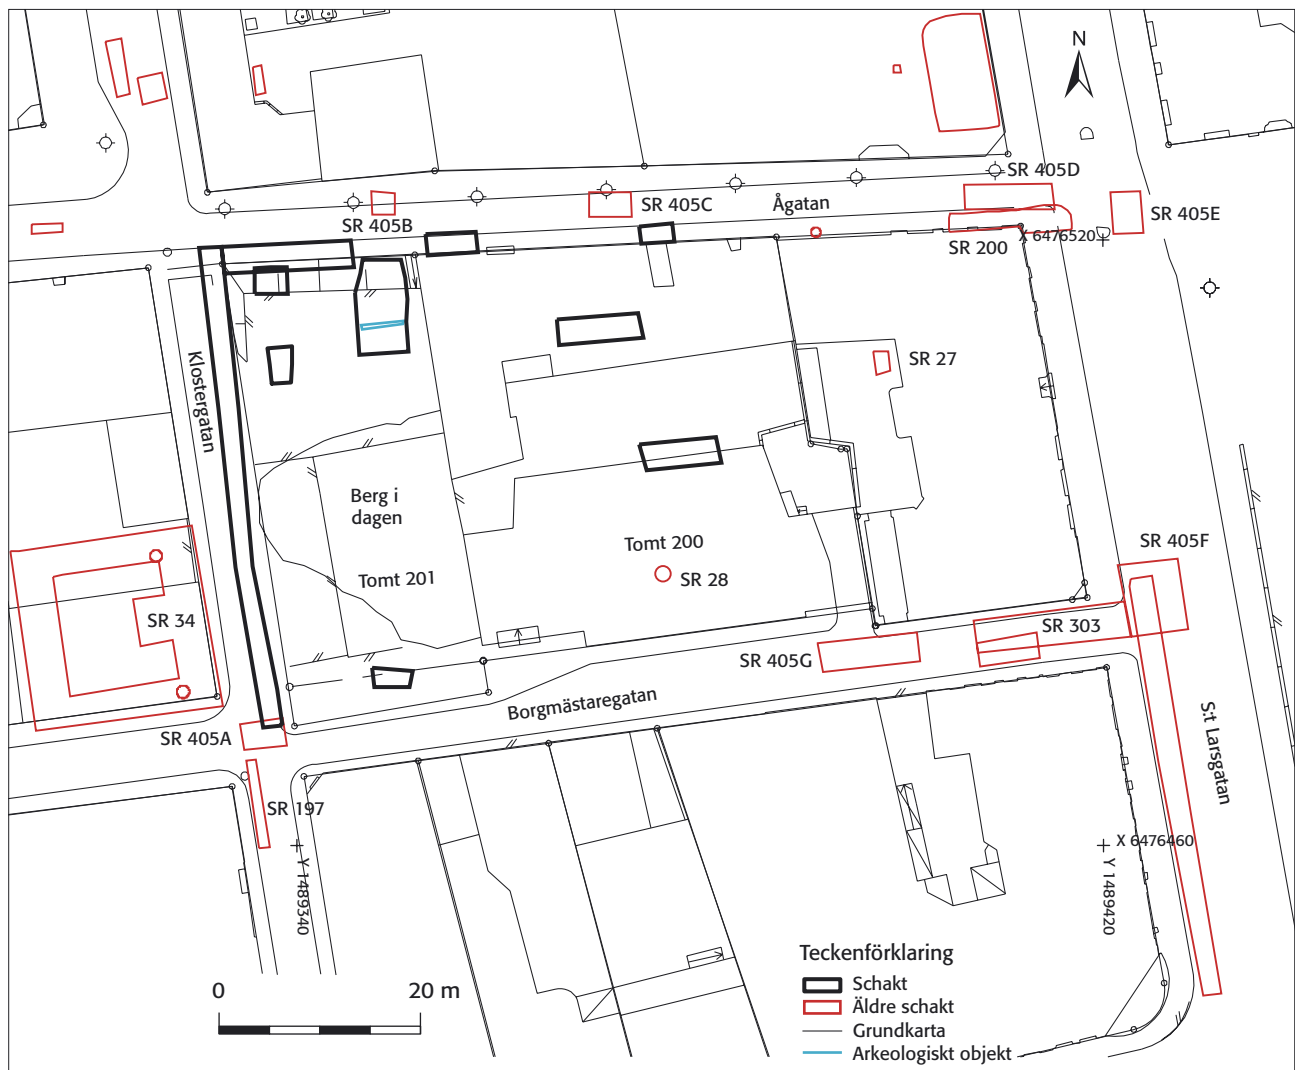 N
SR 405D
SR 405B
SR 405C
Ågatan
SR 405E
SR 200
X 6476520
Klostergatan
SR 27
Berg i
dagen
Tomt 200
SR 405F
Tomt 201
SR 28
SR 34
SR 303
SR 405G
Borgmästaregatan
S:t Larsgatan
SR 405A
SR 197
X 6476460
Y 1489340
Y 1489420
Teckenförklaring
Schakt
Äldre schakt
Grundkarta
Arkeologiskt objekt
0 20 m